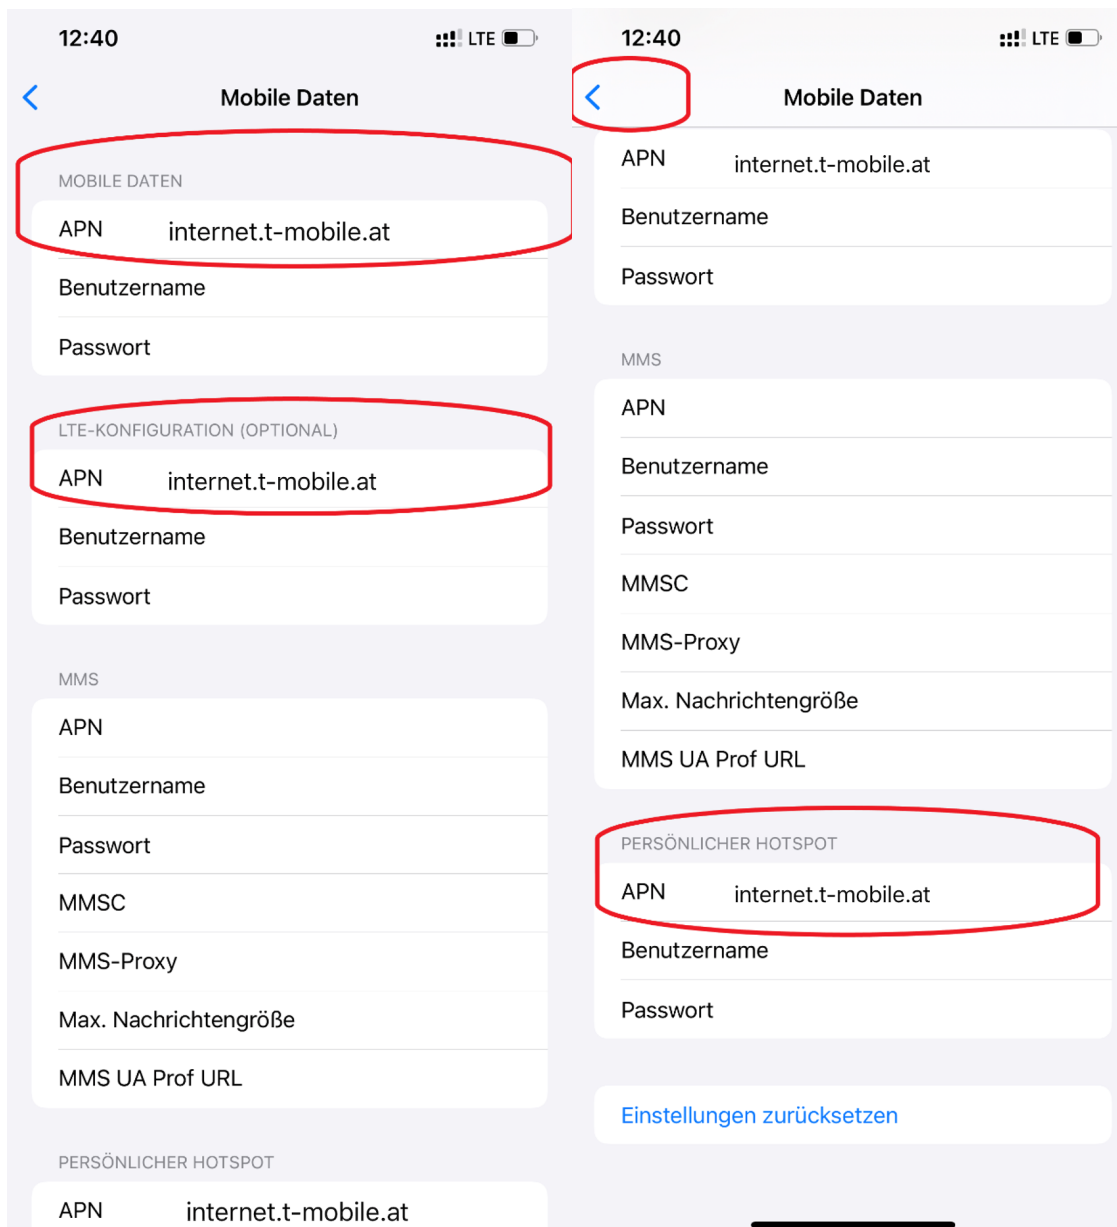 12:40
LTE
Mobile Daten
MOBILE DATEN
APN internet.t-mobile.at
Benutzername
Passwort
LTE-KONFIGURATION (OPTIONAL)
APN internet.t-mobile.at
Benutzername
Passwort
MMS
APN
Benutzername
Passwort
MMSC
MMS-Proxy
Max. Nachrichtengröße
MMS UA Prof URL
PERSÖNLICHER HOTSPOT
APN internet.t-mobile.at
12:40
LTE
Mobile Daten
APN internet.t-mobile.at
Benutzername
Passwort
MMS
APN
Benutzername
Passwort
MMSC
MMS-Proxy
Max. Nachrichtengröße
MMS UA Prof URL
PERSÖNLICHER HOTSPOT
APN internet.t-mobile.at
Benutzername
Passwort
Einstellungen zurücksetzen